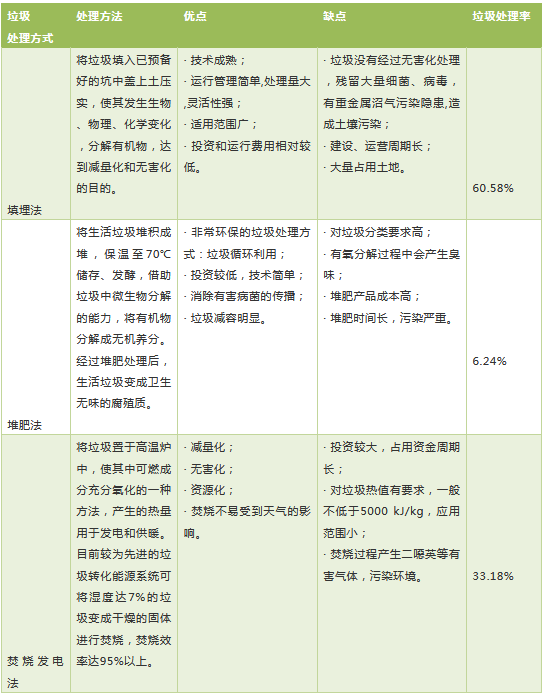 垃圾
处理方式
处理方法
优点
缺点
垃圾处理率
填埋法
将垃圾填入已预备
好的坑中盖上土压
实，使其发生生物
、物理、化学变化
，分解有机物，达
到减量化和无害化
的目的。
· 技术成熟；
· 运行管理简单,处理量大
,灵活性强；
· 适用范围广；
· 投资和运行费用相对较
低。
· 垃圾没有经过无害化处理
，残留大量细菌、病毒，
有重金属沼气污染隐患,造
成土壤污染；
· 建设、运营周期长；
· 大量占用土地。
60.58%
堆肥法
将生活垃圾堆积成
堆，保温至70℃
储存、发酵，借助
垃圾中微生物分解
的能力，将有机物
分解成无机养分。
经过堆肥处理后，
生活垃圾变成卫生
无味的腐殖质。
· 非常环保的垃圾处理方
式：垃圾循环利用；
· 投资较低，技术简单；
· 消除有害病菌的传播；
· 垃圾减容明显。
· 对垃圾分类要求高；
· 有氧分解过程中会产生臭
味；
· 堆肥产品成本高；
· 堆肥时间长，污染严重。
6.24%
焚烧发电
法
将垃圾置于高温炉
中，使其中可燃成
分充分氧化的一种
方法，产生的热量
用于发电和供暖。
目前较为先进的垃
圾转化能源系统可
将湿度达7%的垃
圾变成干燥的固体
进行焚烧，焚烧效
率达95%以上。
· 减量化；
· 无害化；
· 资源化；
· 焚烧不易受到天气的影
响。
· 投资较大，占用资金周期
长；
· 对垃圾热值有要求，一般
不低于5000 kJ/kg，应用
范围小；
· 焚烧过程产生二噁英等有
害气体，污染环境。
33.18%